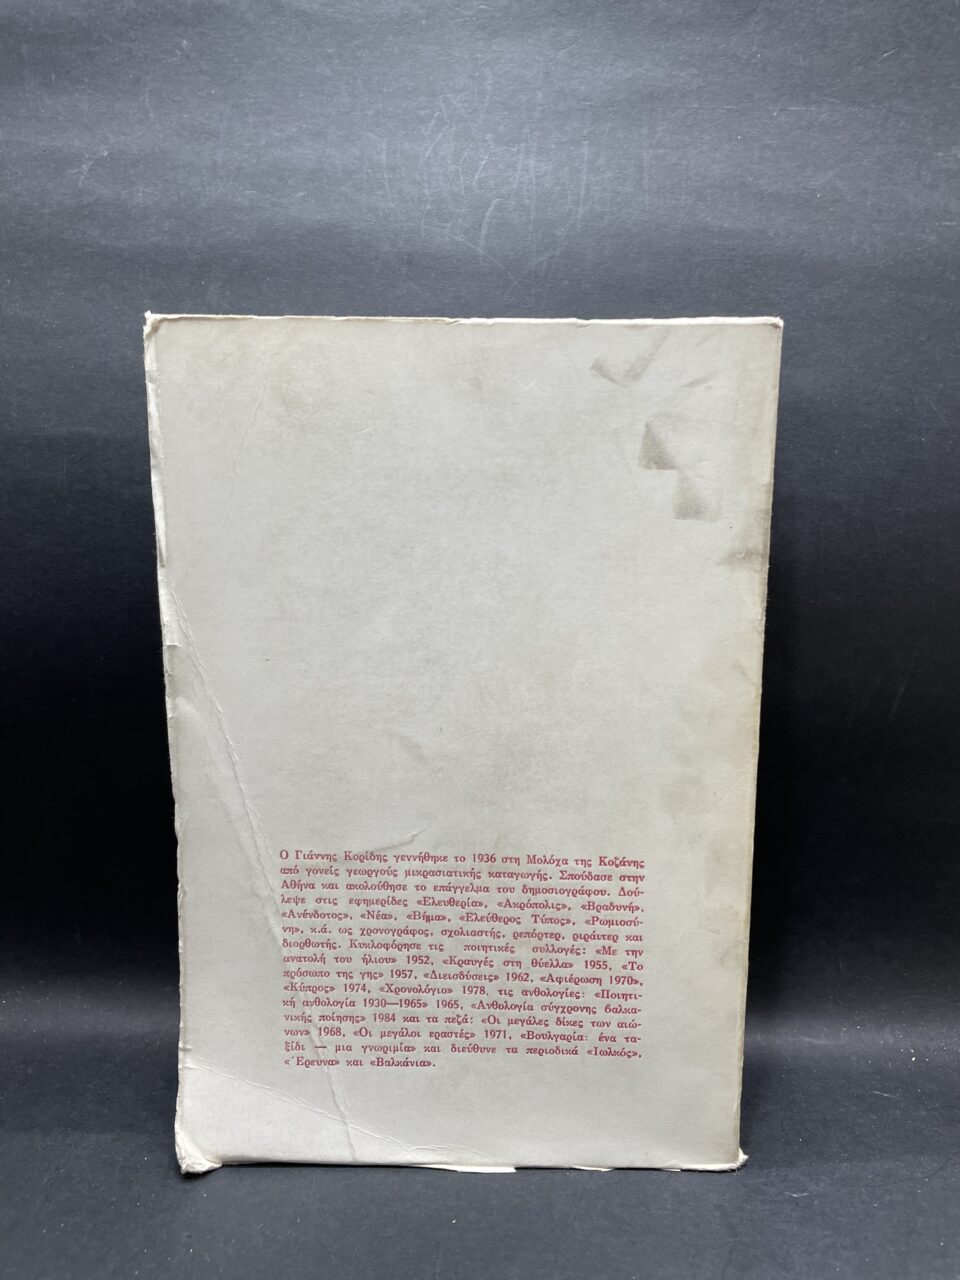 Ο Γιάννης Κορίδης γεννήθηκε το 1936 στη Μολόχα της Κοζάνης
από γονείς γεωργούς μικρασιατικής καταγωγής. Σπούδασε στην
Αθήνα και ακολούθησε το επάγγελμα του δημοσιογράφου. Δού-
λεψε στις εφημερίδες «Ελευθερία», «Ακρόπολις», «Βραδυνή»,
«Ανένδοτος», «Νέα», «Βήμα», «Ελεύθερος Τύπος», «Ρωμιοσύ-
νη», κ.ά. ως χρονογράφος, σχολιαστής, ρεπόρτερ, ριράιτερ και
διορθωτής. Κυκλοφόρησε τις ποιητικές συλλογές: «Με την
ανατολή του ήλιου» 1952, «Κραυγές στη θύελλα» 1955, «Το
πρόσωπο της γης» 1957, «Διεισδύσεις» 1962, «Αφιέρωση 1970»,
«Κύπρος» 1974, «Χρονολόγιο» 1978, τις ανθολογίες: «Ποιητι-
κή ανθολογία 1930—1965» 1965, «Ανθολογία σύγχρονης βαλκα-
νικής ποίησης» 1984 και τα πεζά: «Οι μεγάλες δίκες των αιώ-
νων» 1968, «Οι μεγάλοι εραστές» 1971, «Βουλγαρία: ένα τα-
ξίδι — μια γνωριμία» και διεύθυνε τα περιοδικά «Ιωλκός»,
«Έρευνα» και «Βαλκάνια».